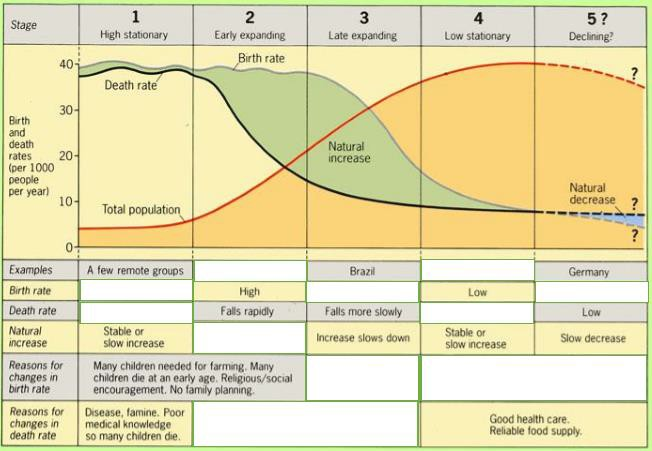 Stage
1
High stationary
2
Early expanding
3
Late expanding
4
Low stationary
5 ?
Declining?
Birth
and
death
rates
(per 1000
people
per year)
40
30
20
10
0
Birth rate
Death rate
Natural
increase
Total population
Natural
decrease
?
?
?
Examples
A few remote groups
Brazil
Germany
Birth rate
High
Low
Death rate
Falls rapidly
Falls more slowly
Low
Natural
increase
Stable or
slow increase
Increase slows down
Stable or
slow increase
Slow decrease
Reasons for
changes in
birth rate
Many children needed for farming. Many
children die at an early age. Religious/social
encouragement. No family planning.
Reasons for
changes in
death rate
Disease, famine. Poor
medical knowledge
so many children die.
Good health care.
Reliable food supply.